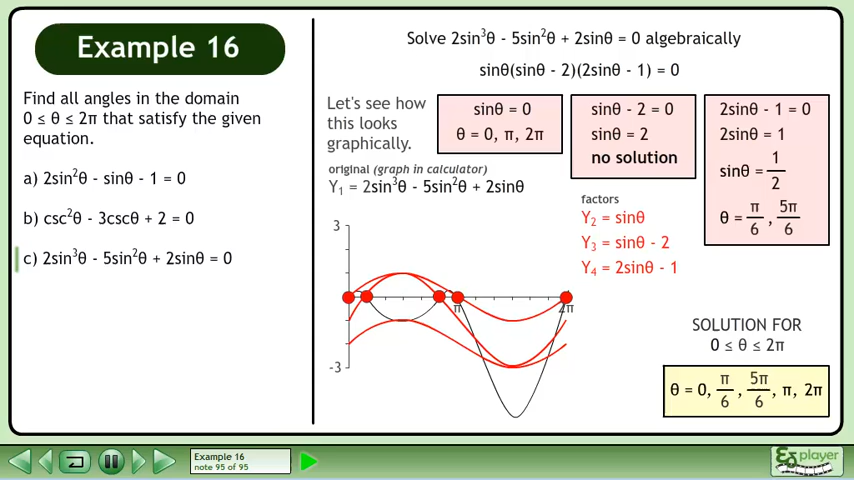 Example 16
Find all angles in the domain
0 ≤ θ ≤ 2π that satisfy the given
equation.
a) 2sin²θ - sinθ - 1 = 0
b) csc²θ - 3cscθ + 2 = 0
c) 2sin³θ - 5sin²θ + 2sinθ = 0
Solve 2sin³θ - 5sin²θ + 2sinθ = 0 algebraically
sinθ(sinθ - 2)(2sinθ - 1) = 0
Let's see how
this looks
graphically.
sinθ = 0
θ = 0, π, 2π
sinθ - 2 = 0
sinθ = 2
no solution
2sinθ - 1 = 0
2sinθ = 1
sinθ = 1/2
θ = π/6, 5π/6
original (graph in calculator)
Y₁ = 2sin³θ - 5sin²θ + 2sinθ
factors
Y₂ = sinθ
Y₃ = sinθ - 2
Y₄ = 2sinθ - 1
3
π
2π
-3
SOLUTION FOR
0 ≤ θ ≤ 2π
θ = 0, π/6, 5π/6, π, 2π
Example 16
note 95 of 95
player